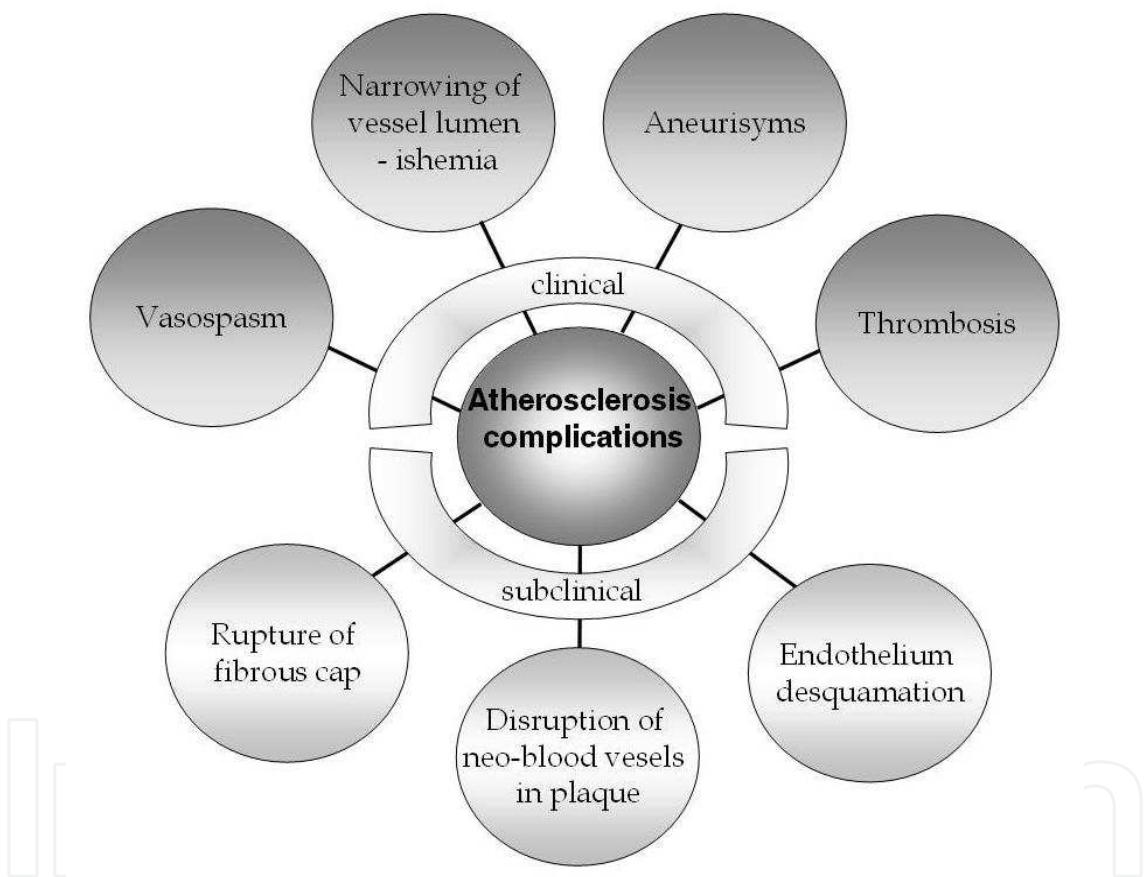 Narrowing of
vessel lumen
- ishemia
Aneurisyms
Vasospasm
clinical
Thrombosis
Atherosclerosis
complications
subclinical
Rupture of
fibrous cap
Disruption of
neo-blood vesels
in plaque
Endothelium
desquamation